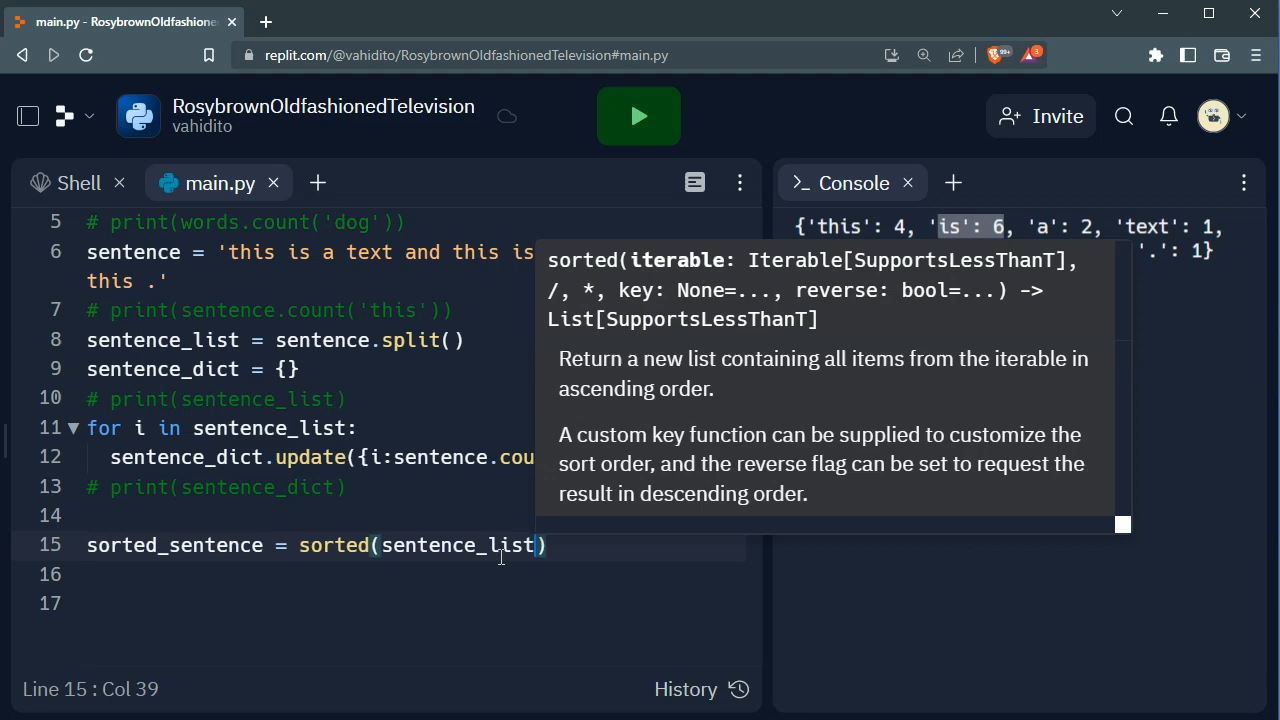 main.py - RosybrownOldfashione
replit.com/@vahidito/RosybrownOldfashionedTelevision#main.py
99+
3
RosybrownOldfashionedTelevision
vahidito
Invite
Shell
main.py
Console
5 # print(words.count('dog'))
6 sentence = 'this is a text and this is
this .'
7 # print(sentence.count('this'))
8 sentence_list = sentence.split()
9 sentence_dict = {}
10 # print(sentence_list)
11 for i in sentence_list:
12 sentence_dict.update({i:sentence.cou
13 # print(sentence_dict)
14
15 sorted_sentence = sorted(sentence_list)
16
17
sorted(iterable: Iterable[SupportsLessThanT],
/, *, key: None=..., reverse: bool=...) ->
List[SupportsLessThanT]
Return a new list containing all items from the iterable in
ascending order.
A custom key function can be supplied to customize the
sort order, and the reverse flag can be set to request the
result in descending order.
{'this': 4, 'is': 6, 'a': 2, 'text': 1,
'.': 1}
Line 15 : Col 39
History